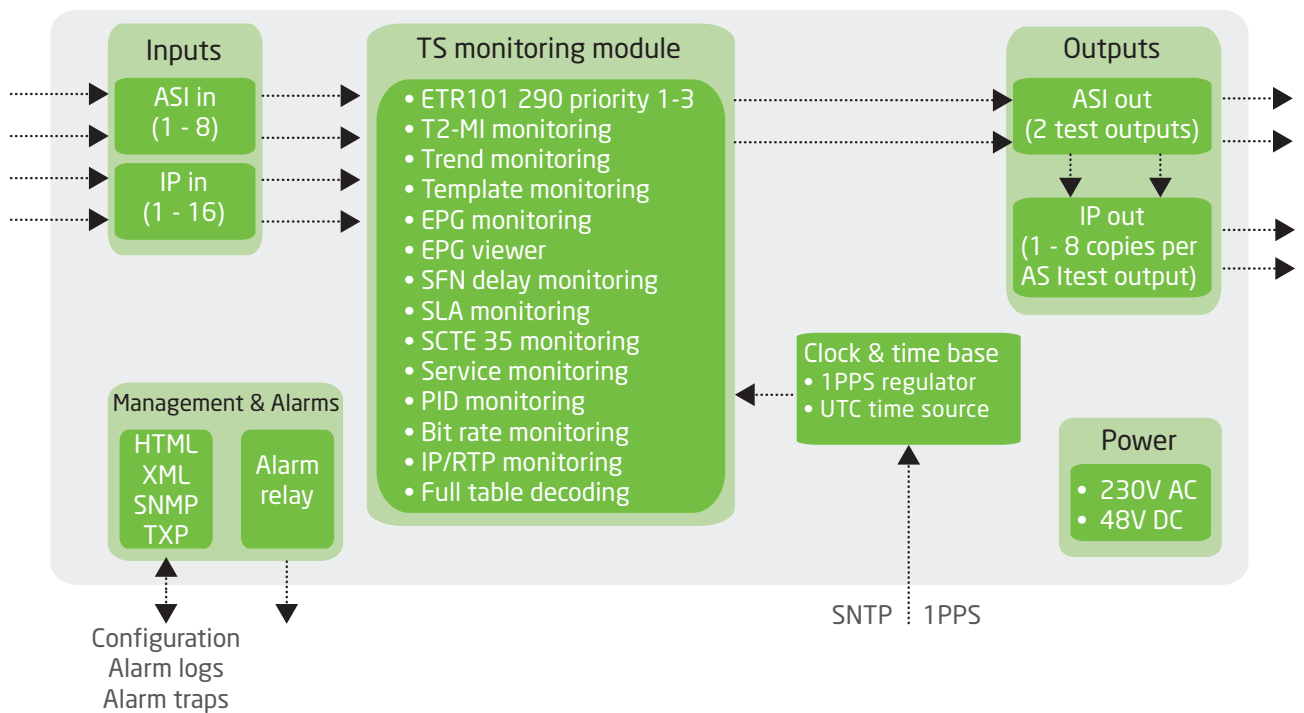 Inputs
ASI in
(1 - 8)
IP in
(1 - 16)
TS monitoring module
• ETR101 290 priority 1-3
• T2-MI monitoring
• Trend monitoring
• Template monitoring
• EPG monitoring
• EPG viewer
• SFN delay monitoring
• SLA monitoring
• SCTE 35 monitoring
• Service monitoring
• PID monitoring
• Bit rate monitoring
• IP/RTP monitoring
• Full table decoding
Outputs
ASI out
(2 test outputs)
IP out
(1 - 8 copies per
AS Itest output)
Clock & time base
• 1PPS regulator
• UTC time source
Management & Alarms
HTML
XML
SNMP
TXP
Alarm
relay
Power
• 230V AC
• 48V DC
SNTP 1PPS
Configuration
Alarm logs
Alarm traps